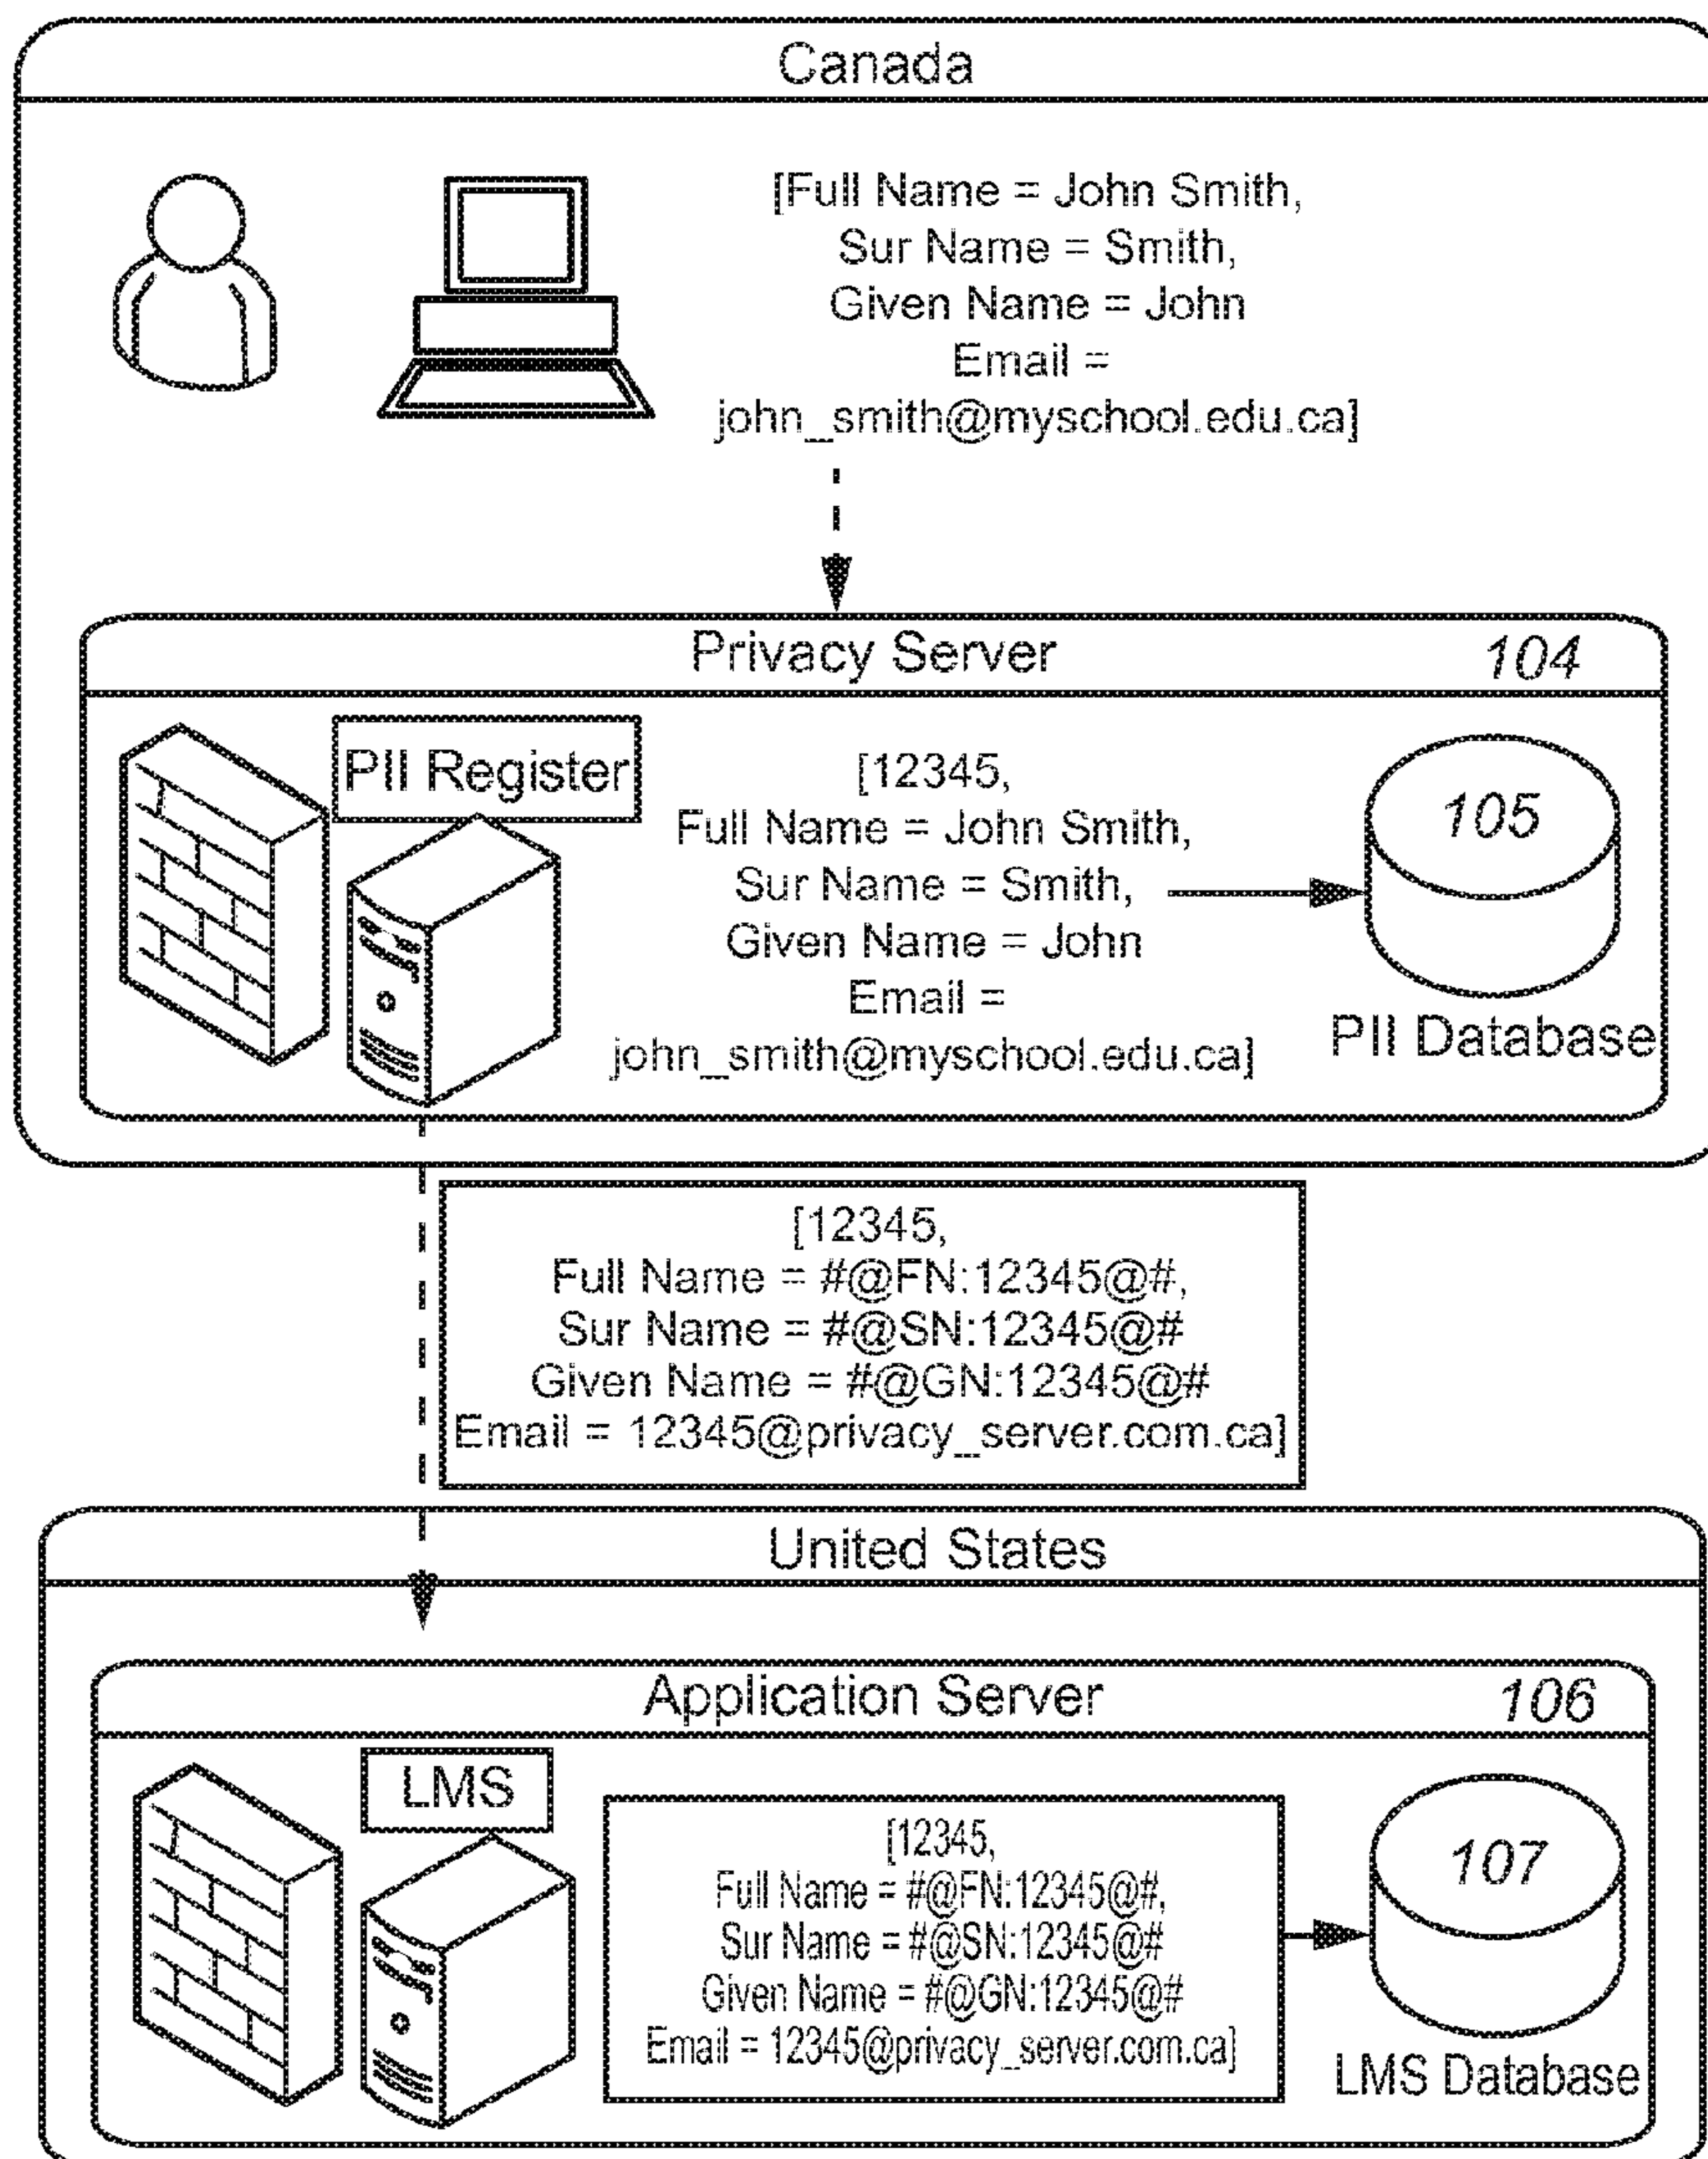 Canada
[Full Name = John Smith,
Sur Name = Smith,
Given Name = John
Email =
john_smith@myschool.edu.ca]
Privacy Server 104
PII Register
[12345,
Full Name = John Smith,
Sur Name = Smith,
Given Name = John
Email =
john_smith@myschool.edu.ca]
105
PII Database
[12345,
Full Name = #@FN:12345@#,
Sur Name = #@SN:12345@#
Given Name = #@GN:12345@#
Email = 12345@privacy_server.com.ca]
United States
Application Server 106
LMS
[12345,
Full Name = #@FN:12345@#,
Sur Name = #@SN:12345@#
Given Name = #@GN:12345@#
Email = 12345@privacy_server.com.ca]
107
LMS Database